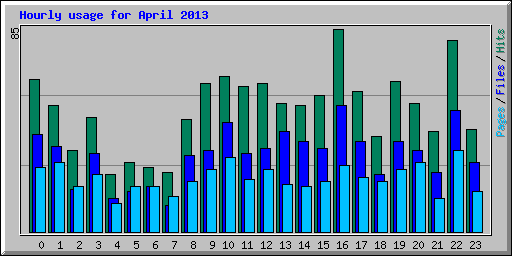 Hourly usage for April 2013
85
Pages/Files/Hits
0 1 2 3 4 5 6 7 8 9 10 11 12 13 14 15 16 17 18 19 20 21 22 23